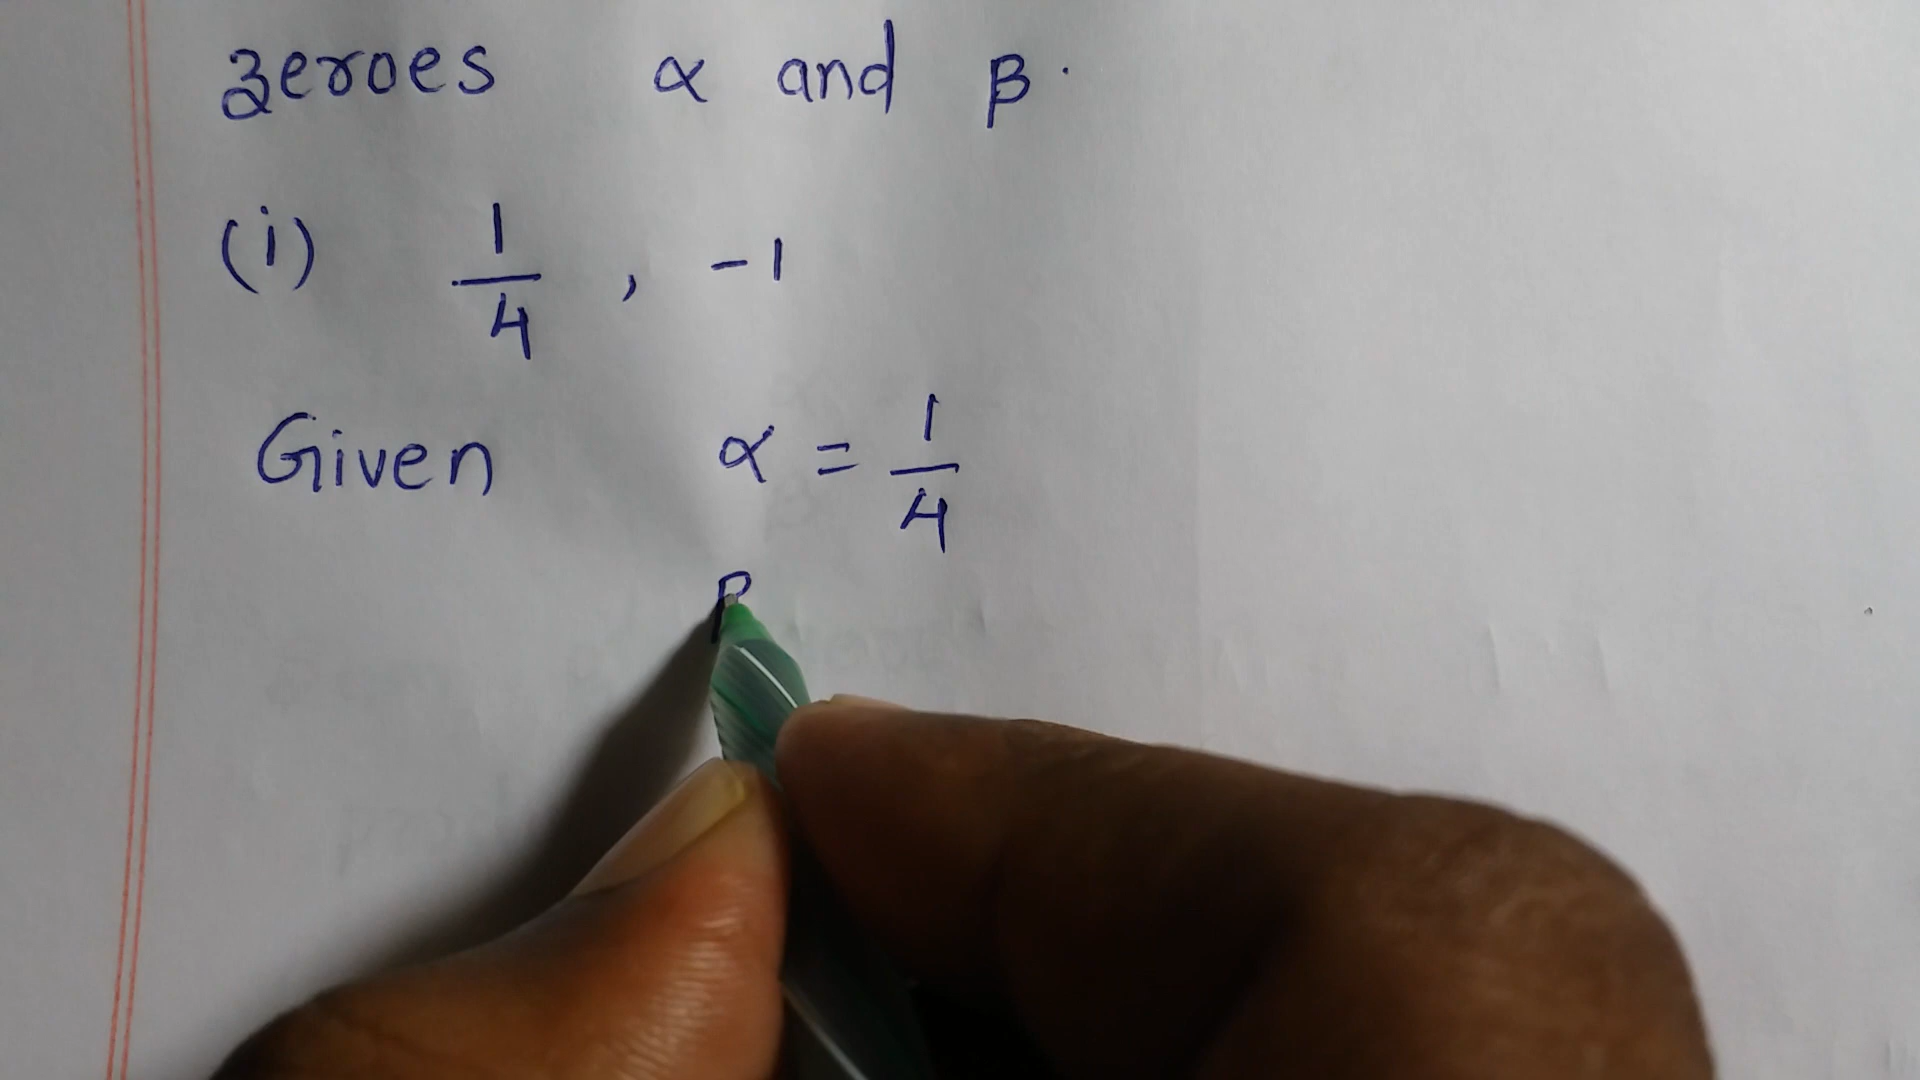 zeroes α and β.
(i) 1/4, -1
Given α = 1/4
β